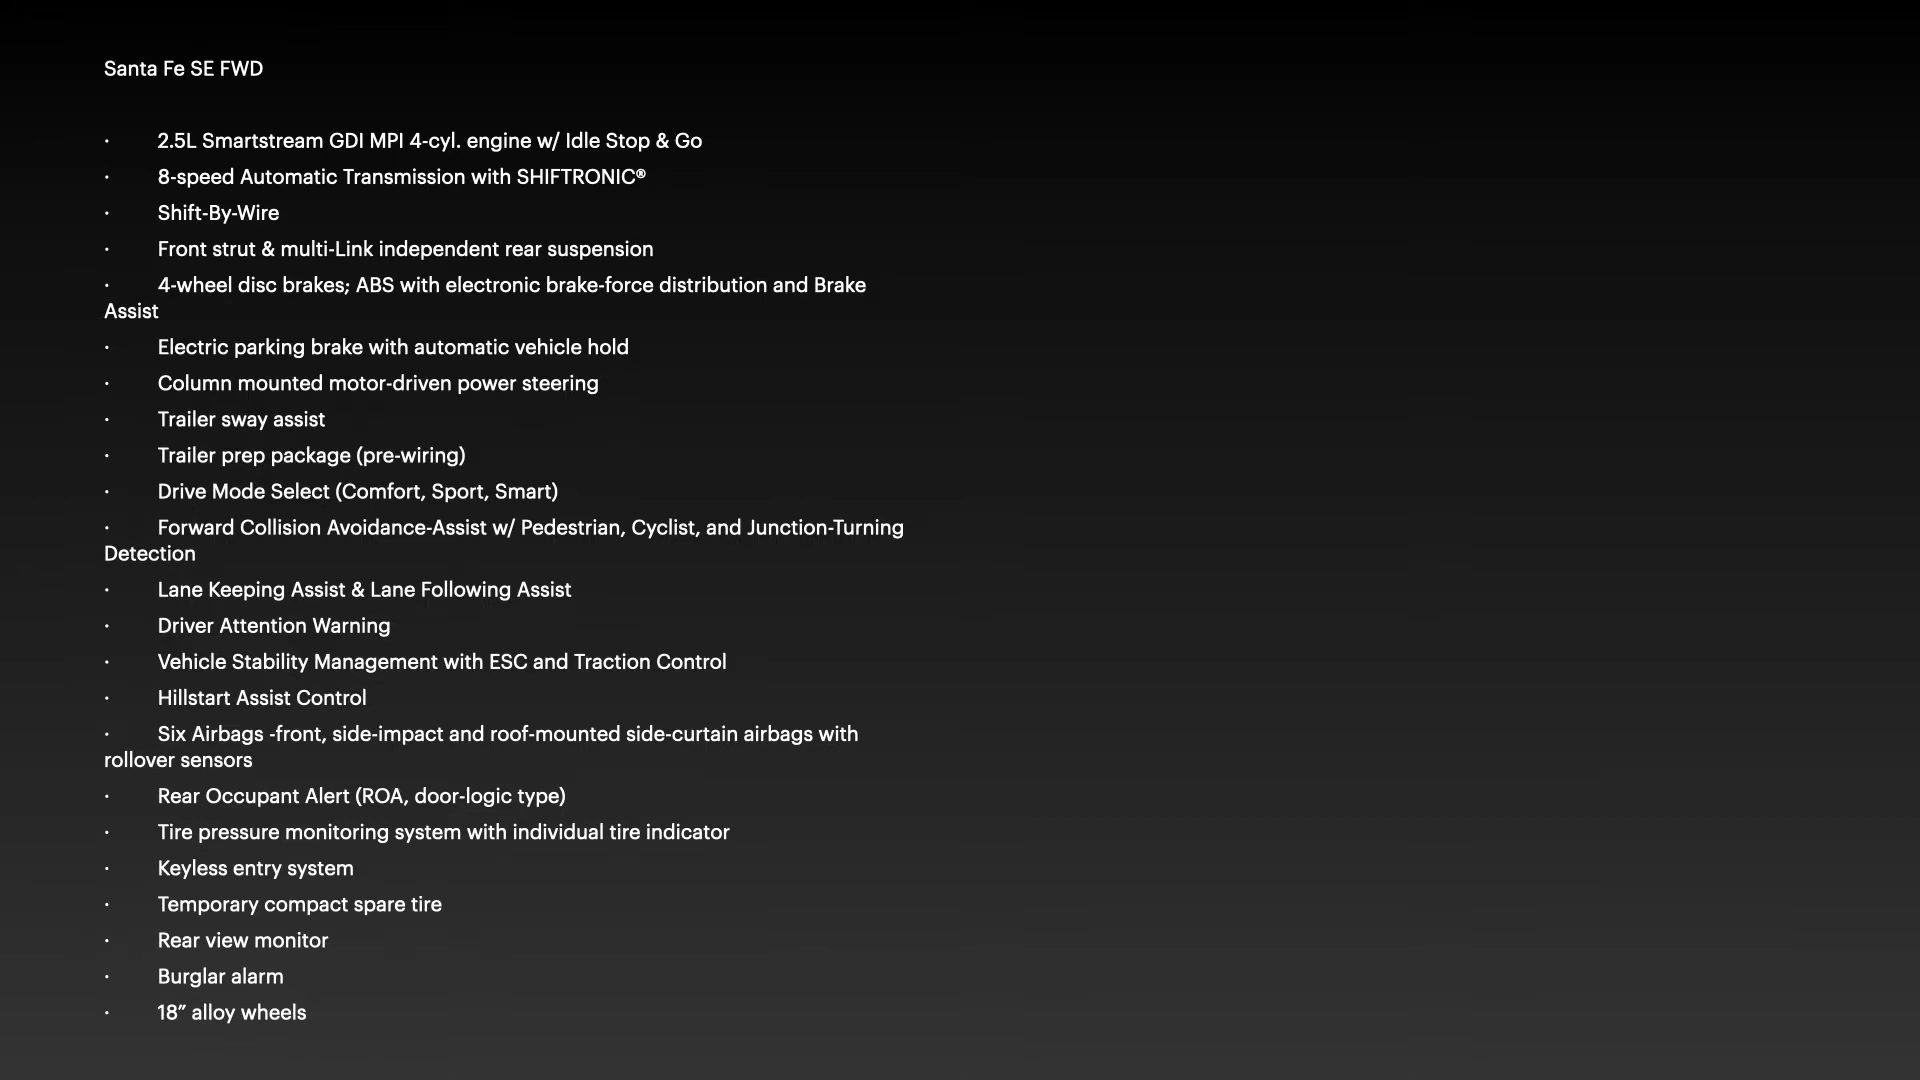 Santa Fe SE FWD
· 2.5L Smartstream GDI MPI 4-cyl. engine w/ Idle Stop & Go
· 8-speed Automatic Transmission with SHIFTRONIC®
· Shift-By-Wire
· Front strut & multi-Link independent rear suspension
· 4-wheel disc brakes; ABS with electronic brake-force distribution and Brake
Assist
· Electric parking brake with automatic vehicle hold
· Column mounted motor-driven power steering
· Trailer sway assist
· Trailer prep package (pre-wiring)
· Drive Mode Select (Comfort, Sport, Smart)
· Forward Collision Avoidance-Assist w/ Pedestrian, Cyclist, and Junction-Turning
Detection
· Lane Keeping Assist & Lane Following Assist
· Driver Attention Warning
· Vehicle Stability Management with ESC and Traction Control
· Hillstart Assist Control
· Six Airbags -front, side-impact and roof-mounted side-curtain airbags with
rollover sensors
· Rear Occupant Alert (ROA, door-logic type)
· Tire pressure monitoring system with individual tire indicator
· Keyless entry system
· Temporary compact spare tire
· Rear view monitor
· Burglar alarm
· 18” alloy wheels